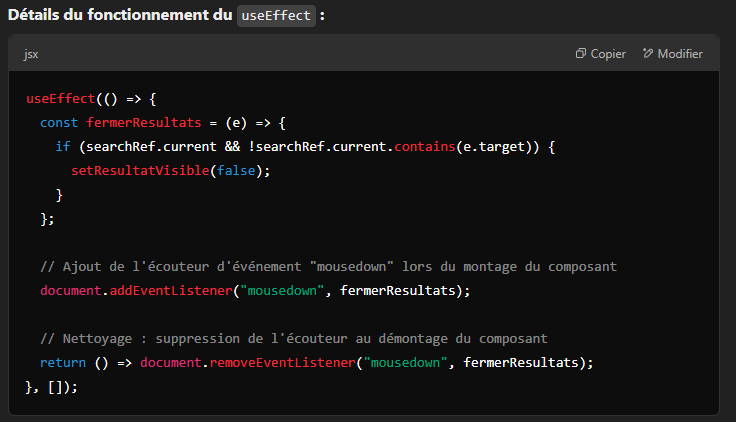 Détails du fonctionnement du useEffect :
jsx Copier Modifier
useEffect(() => {
  const fermerResultats = (e) => {
    if (searchRef.current && !searchRef.current.contains(e.target)) {
      setResultatVisible(false);
    }
  };
  // Ajout de l'écouteur d'événement "mousedown" lors du montage du composant
  document.addEventListener("mousedown", fermerResultats);
  // Nettoyage : suppression de l'écouteur au démontage du composant
  return () => document.removeEventListener("mousedown", fermerResultats);
}, []);